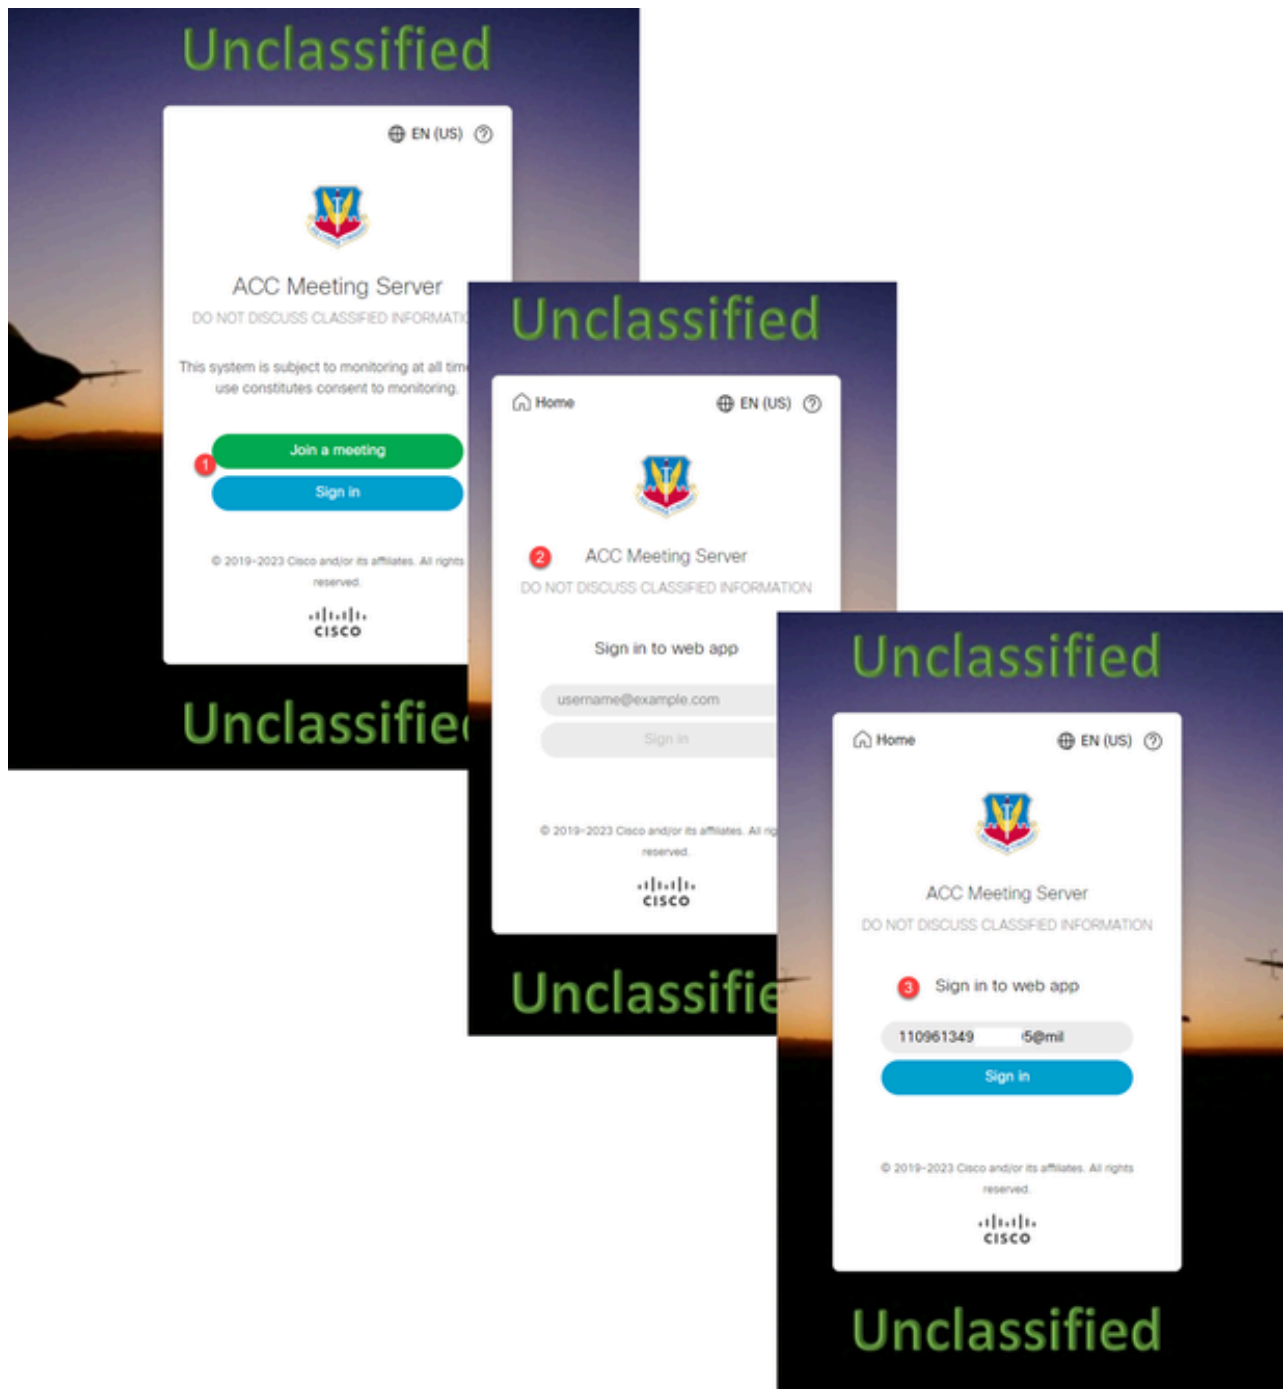 Unclassified
EN (US)
ACC Meeting Server
DO NOT DISCUSS CLASSIFIED
This system is subject to monitoring at all
use constitutes consent to monitoring.
1
Join a meeting
Sign in
© 2019-2023 Cisco and/or its affiliates. All rights
reserved.
CISCO
Unclassified
Home
EN (US)
2
ACC Meeting Server
DO NOT DISCUSS CLASSIFIED INFORMATION
Sign in to web app
username@example.com
Sign in
© 2019-2023 Cisco and/or its affiliates. All
reserved.
CISCO
Unclassified
Home
EN (US)
ACC Meeting Server
DO NOT DISCUSS CLASSIFIED INFORMATION
3
Sign in to web app
110961349 5@mil
Sign in
© 2019-2023 Cisco and/or its affiliates. All rights
reserved.
CISCO
Unclassified